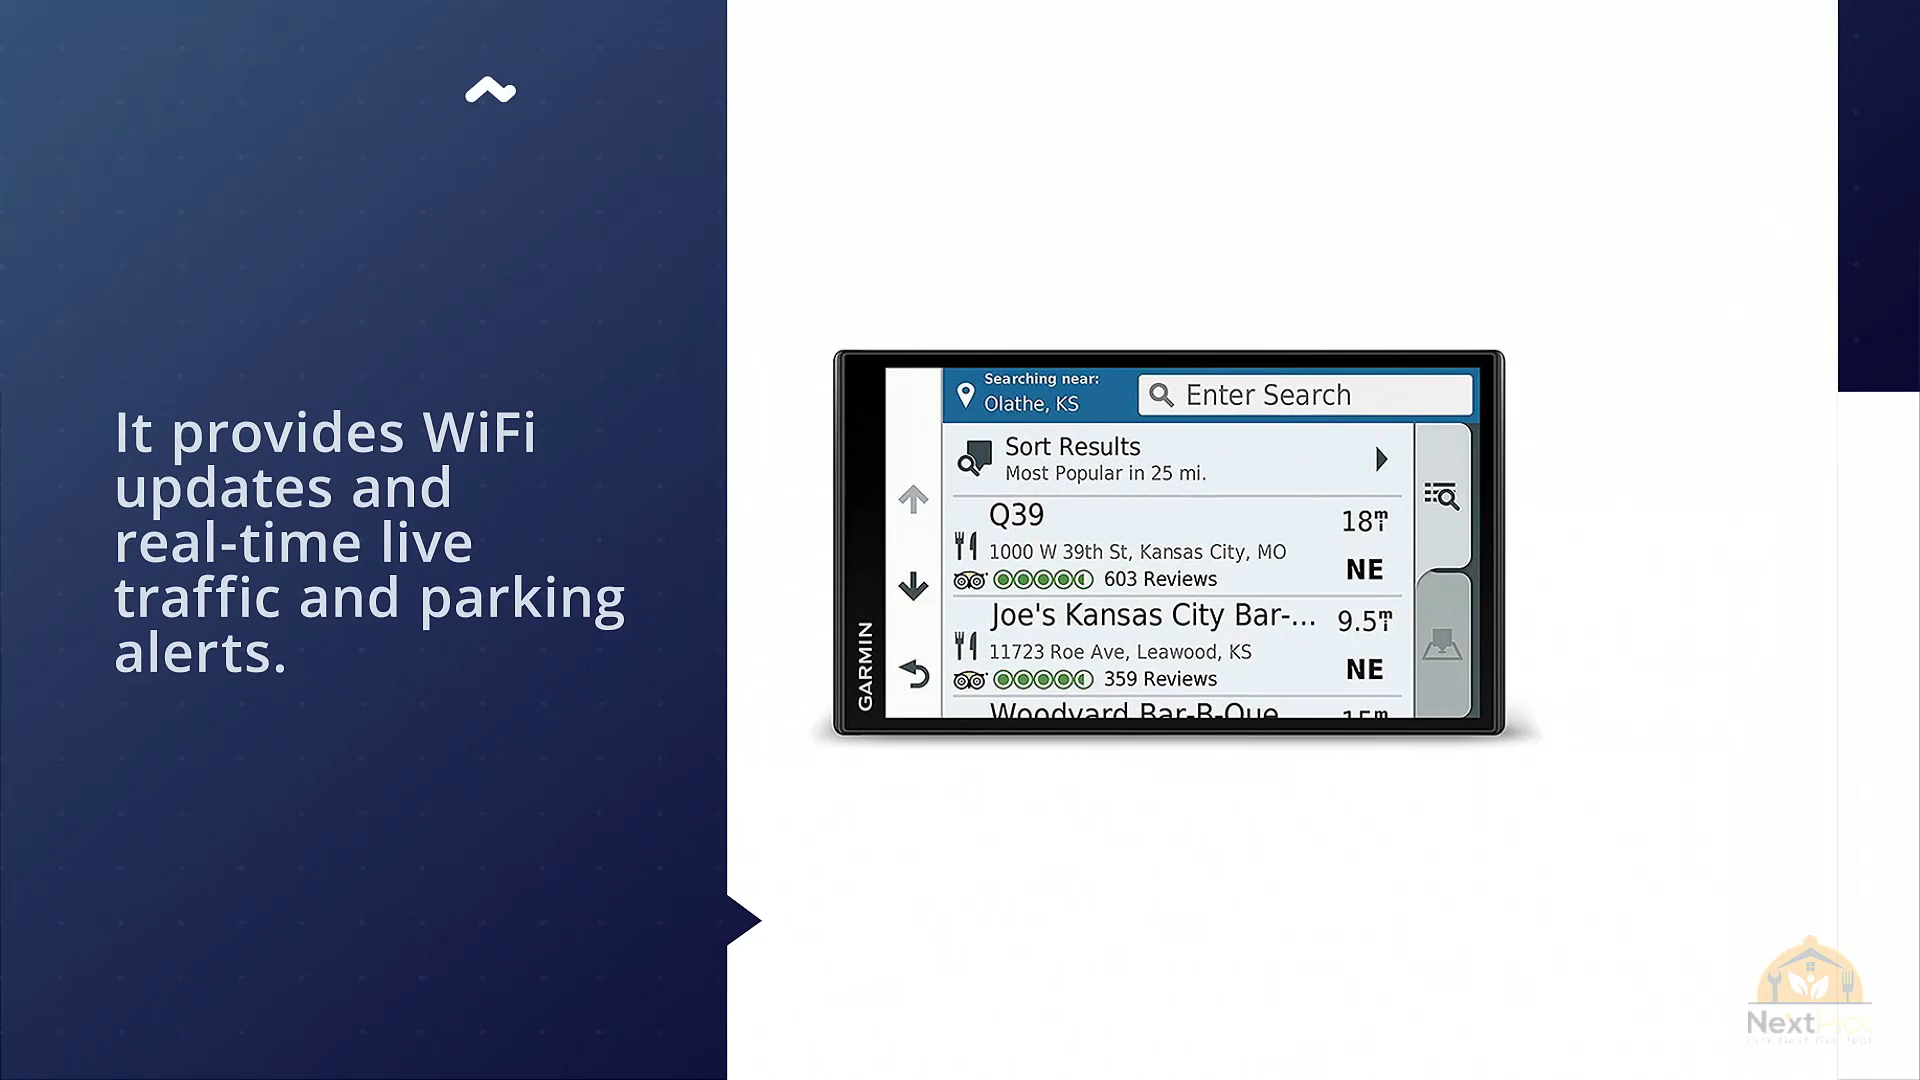 It provides WiFi
updates and
real-time live
traffic and parking
alerts.
Searching near:
Olathe, KS
Enter Search
Sort Results
Most Popular in 25 mi.
Q39
18 mi
1000 W 39th St, Kansas City, MO
NE
603 Reviews
Joe's Kansas City Bar-...
9.5 mi
11723 Roe Ave, Leawood, KS
NE
359 Reviews
Woodyard Bar-B-Que
15 m
GARMIN
NextPick